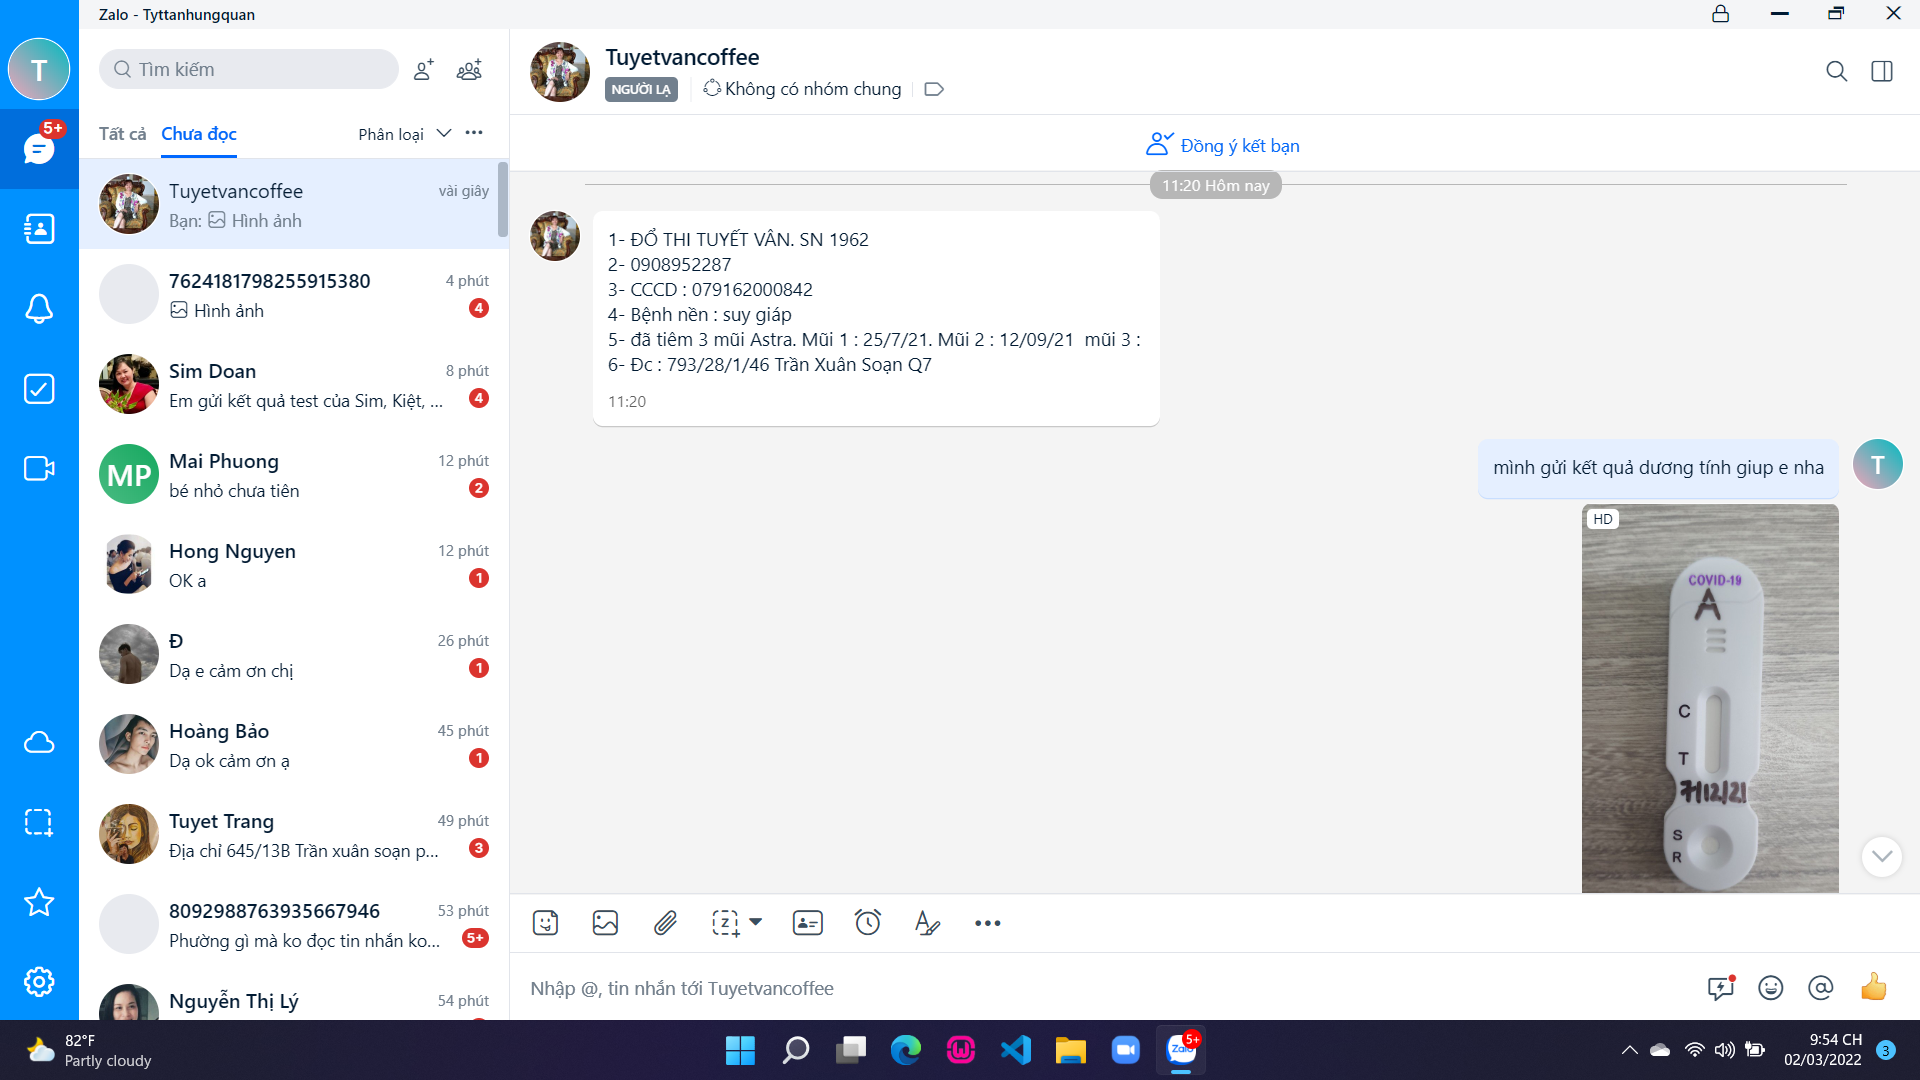 Zalo - Tyttanhungquan
T
5+
Tìm kiếm
Tất cả
Chưa đọc
Phân loại
Tuyetvancoffee
vài giây
Bạn: Hình ảnh
7624181798255915380
4 phút
Hình ảnh
4
Sim Doan
8 phút
Em gửi kết quả test của Sim, Kiệt, ...
4
MP
Mai Phuong
12 phút
bé nhỏ chưa tiên
2
Hong Nguyen
12 phút
OK a
1
Đ
26 phút
Dạ e cảm ơn chị
1
Hoàng Bảo
45 phút
Dạ ok cảm ơn ạ
1
Tuyet Trang
49 phút
Địa chỉ 645/13B Trần xuân soạn p...
3
8092988763935667946
53 phút
Phường gì mà ko đọc tin nhắn ko...
5+
Nguyễn Thị Lý
54 phút
Tuyetvancoffee
NGƯỜI LẠ
Không có nhóm chung
Đồng ý kết bạn
11:20 Hôm nay
1- ĐỔ THI TUYẾT VÂN. SN 1962
2- 0908952287
3- CCCD : 079162000842
4- Bệnh nền : suy giáp
5- đã tiêm 3 mũi Astra. Mũi 1 : 25/7/21. Mũi 2 : 12/09/21  mũi 3 :
6- Đc : 793/28/1/46 Trần Xuân Soạn Q7
11:20
mình gửi kết quả dương tính giup e nha
T
HD
COVID-19
A
C
T
7/12/21
S
R
Nhập @, tin nhắn tới Tuyetvancoffee
82°F
Partly cloudy
Zalo
5+
9:54 CH
02/03/2022
3